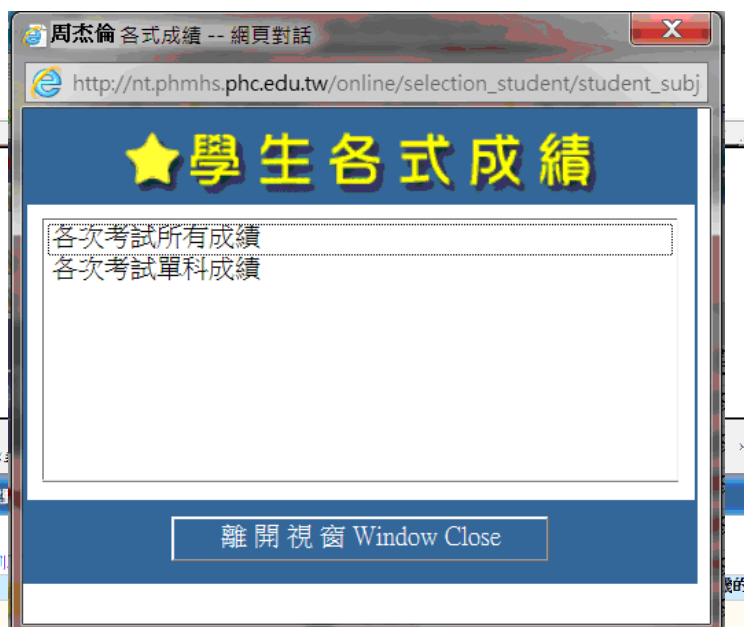 周杰倫 各式成績 -- 網頁對話
http://nt.phmhs.phc.edu.tw/online/selection_student/student_subj
★學生各式成績
各次考試所有成績
各次考試單科成績
離 開 視 窗 Window Close